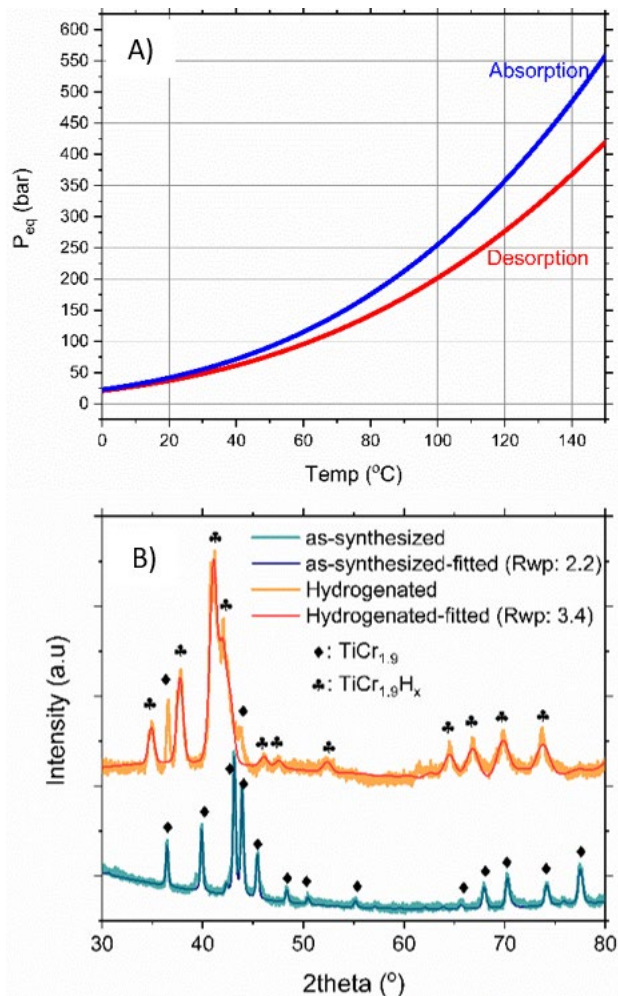 A)
600
550
500
450
400
350
300
250
200
150
100
50
0
P_eq (bar)
Absorption
Desorption
0 20 40 60 80 100 120 140
Temp (°C)
B)
as-synthesized
as-synthesized-fitted (Rwp: 2.2)
Hydrogenated
Hydrogenated-fitted (Rwp: 3.4)
♦: TiCr1.9
♣: TiCr1.9Hx
Intensity (a.u)
30 40 50 60 70 80
2theta (°)